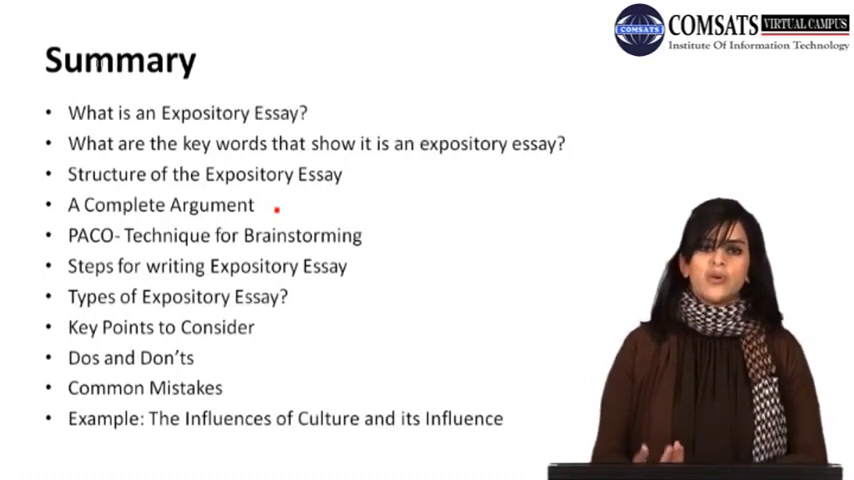 COMSATS VIRTUAL CAMPUS
COMSATS
Institute Of Information Technology
Summary
• What is an Expository Essay?
• What are the key words that show it is an expository essay?
• Structure of the Expository Essay
• A Complete Argument
• PACO- Technique for Brainstorming
• Steps for writing Expository Essay
• Types of Expository Essay?
• Key Points to Consider
• Dos and Don’ts
• Common Mistakes
• Example: The Influences of Culture and its Influence